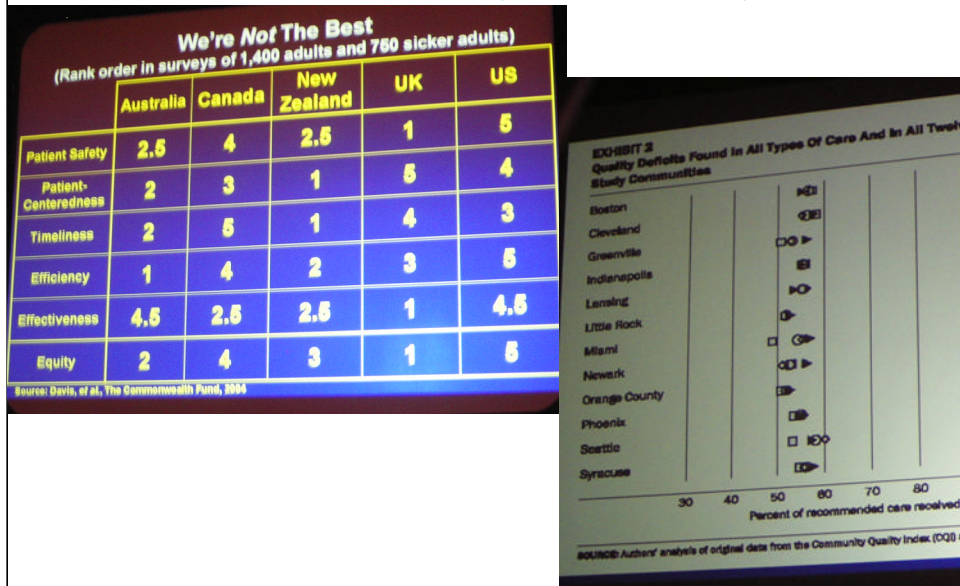 We're Not The Best
(Rank order in surveys of 1,400 adults and 750 sicker adults)
Australia Canada New Zealand UK US
Patient Safety 2.5 4 2.5 1 5
Patient-Centeredness 2 3 1 5 4
Timeliness 2 5 1 4 3
Efficiency 1 4 2 3 5
Effectiveness 4.5 2.5 2.5 1 4.5
Equity 2 4 3 1 5
Source: Davis, et al., The Commonwealth Fund, 2004
EXHIBIT 2
Quality Deficits Found In All Types Of Care And In All
Study Communities
Boston
Cleveland
Greenville
Indianapolis
Lansing
Little Rock
Miami
Newark
Orange County
Phoenix
Seattle
Syracuse
30 40 50 60 70 80
Percent of recommended care received
SOURCE: Authors' analysis of original data from the Community Quality Index (CQI)